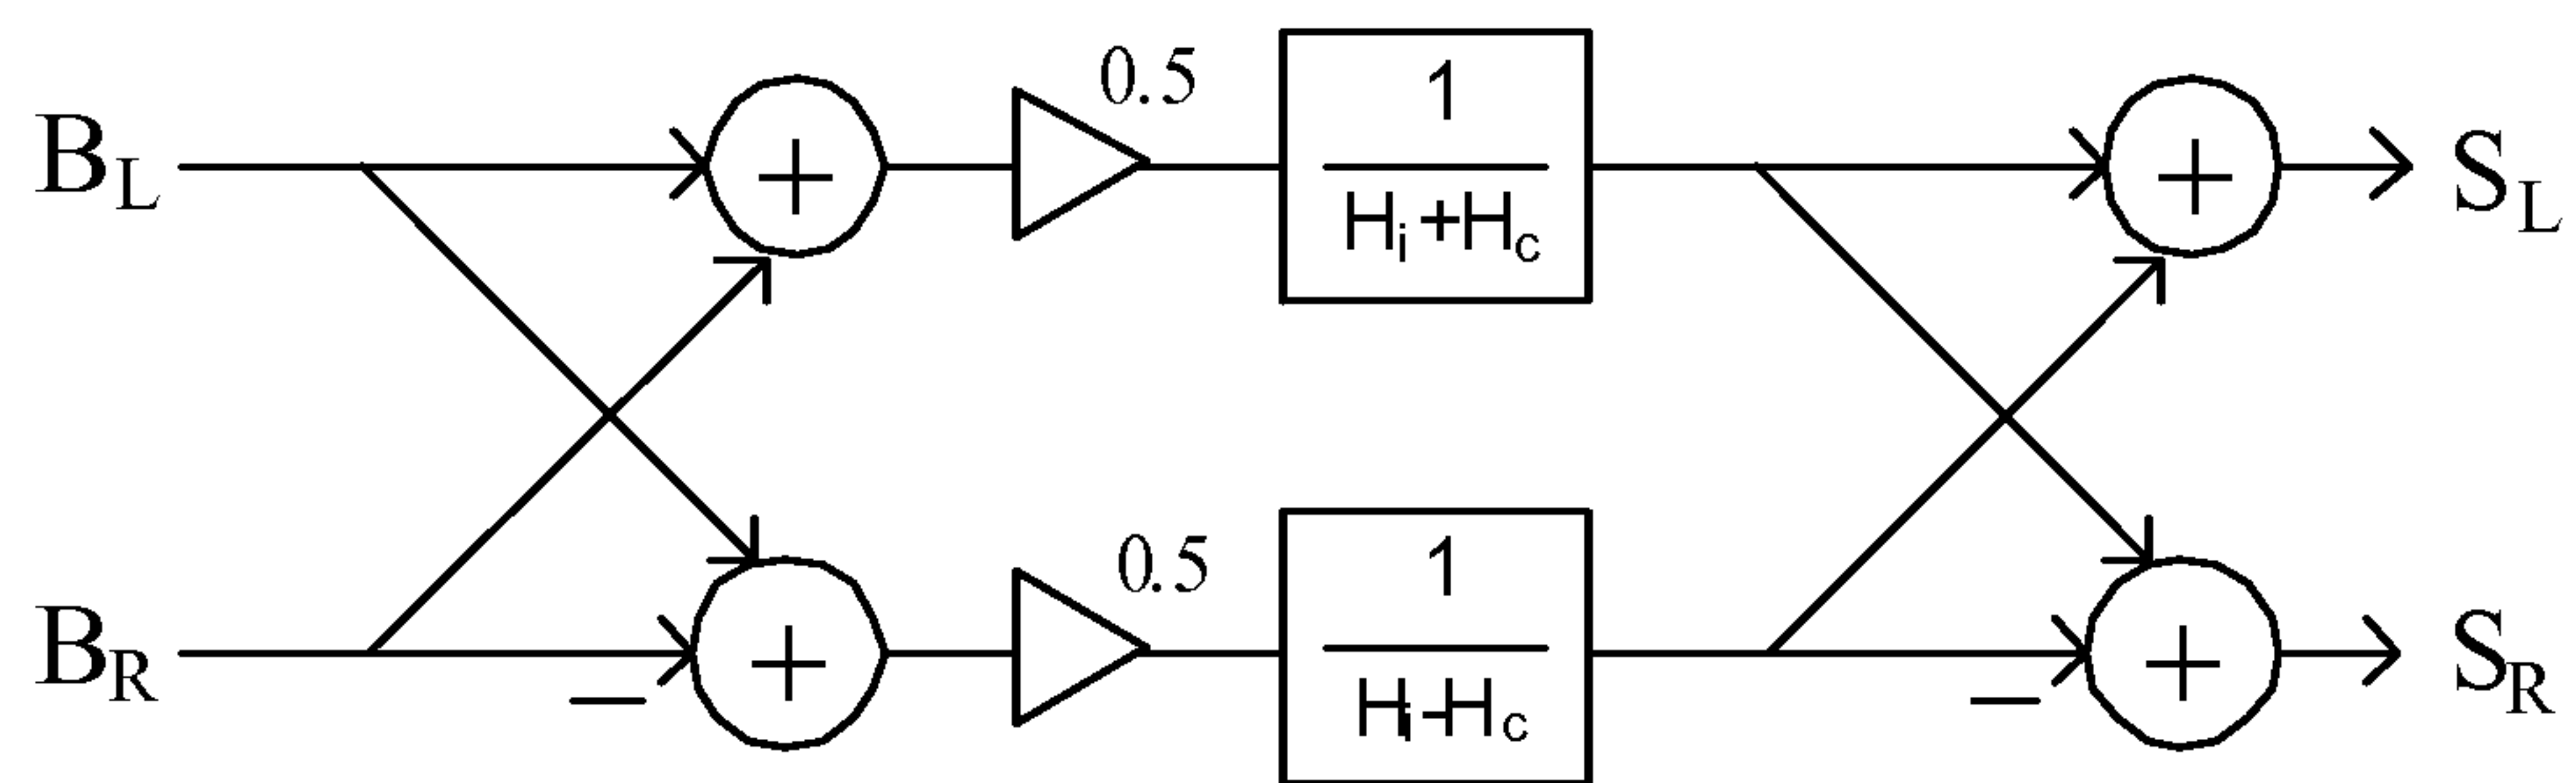 0.5
B_L + 1 + S_L
H_i+H_c
0.5
B_R − + 1 − + S_R
H_i-H_c